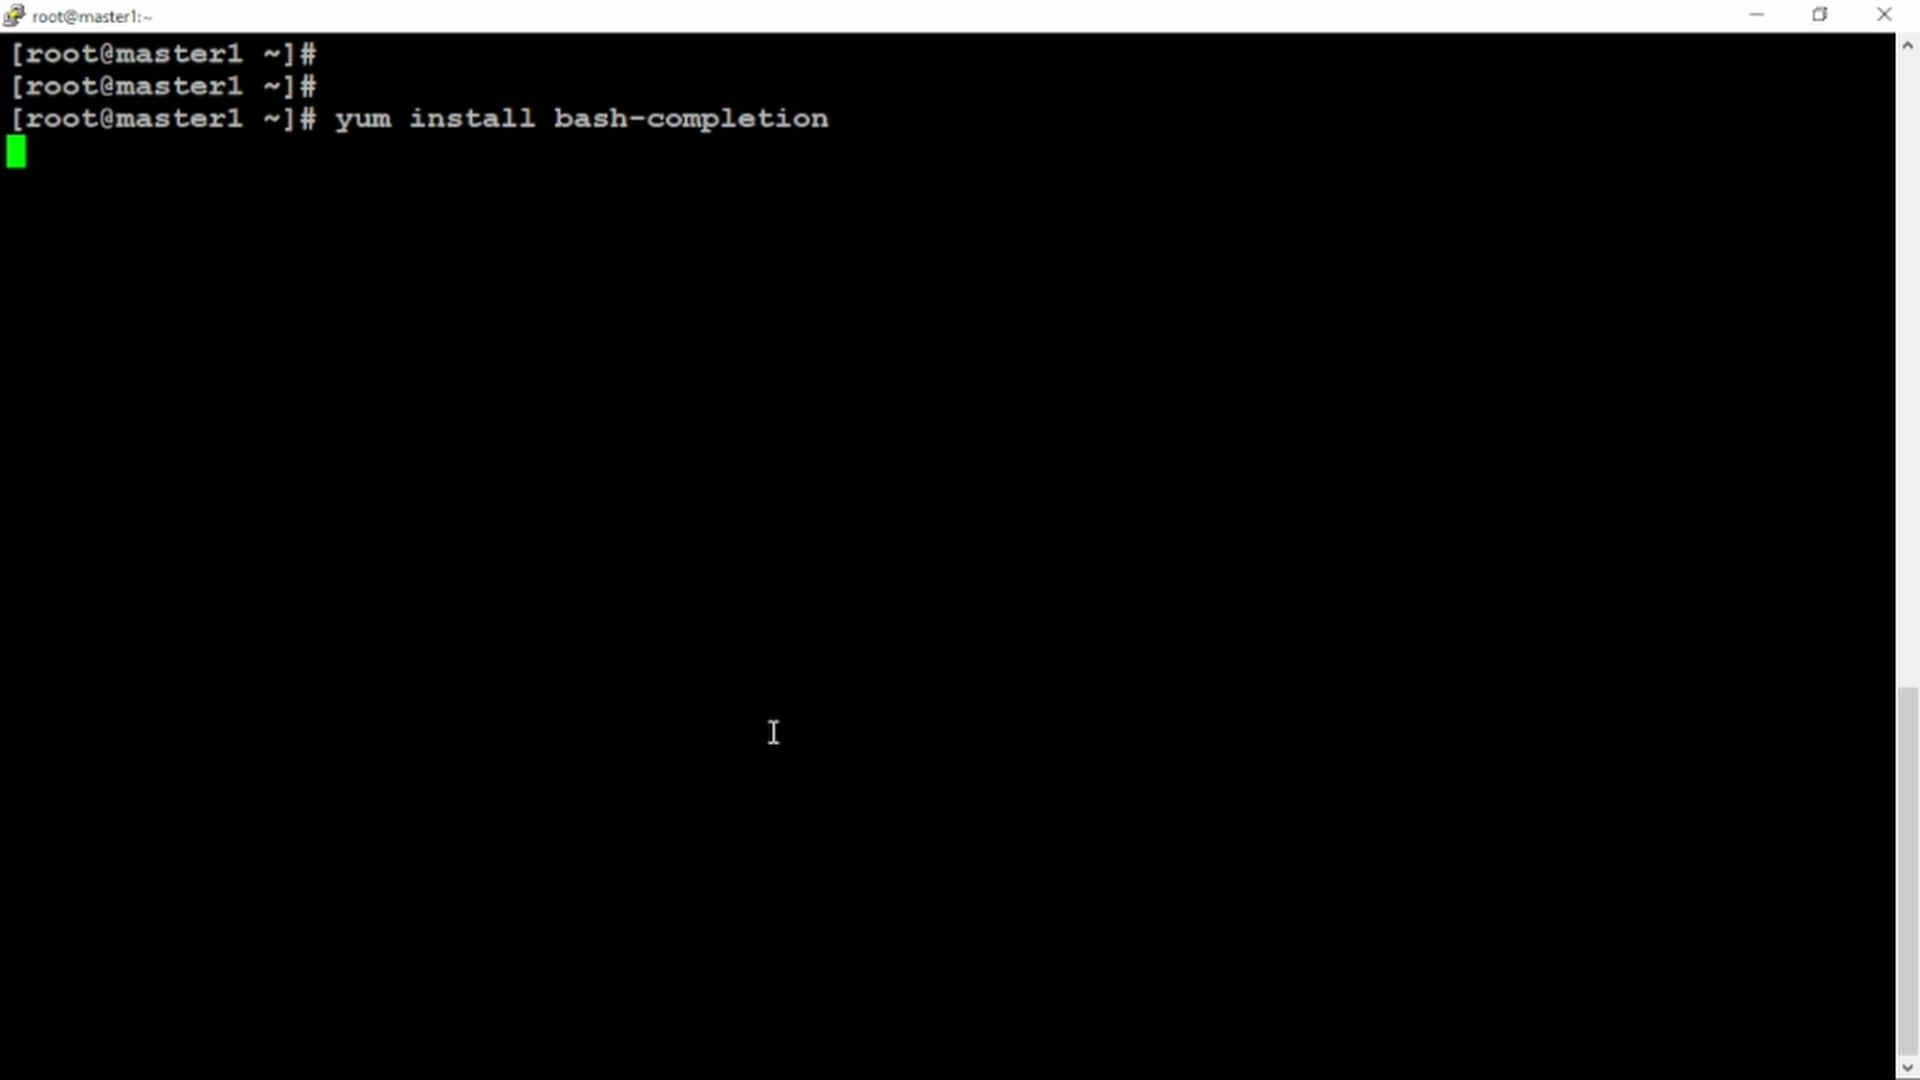 root@master1:~
[root@master1 ~]#
[root@master1 ~]#
[root@master1 ~]# yum install bash-completion